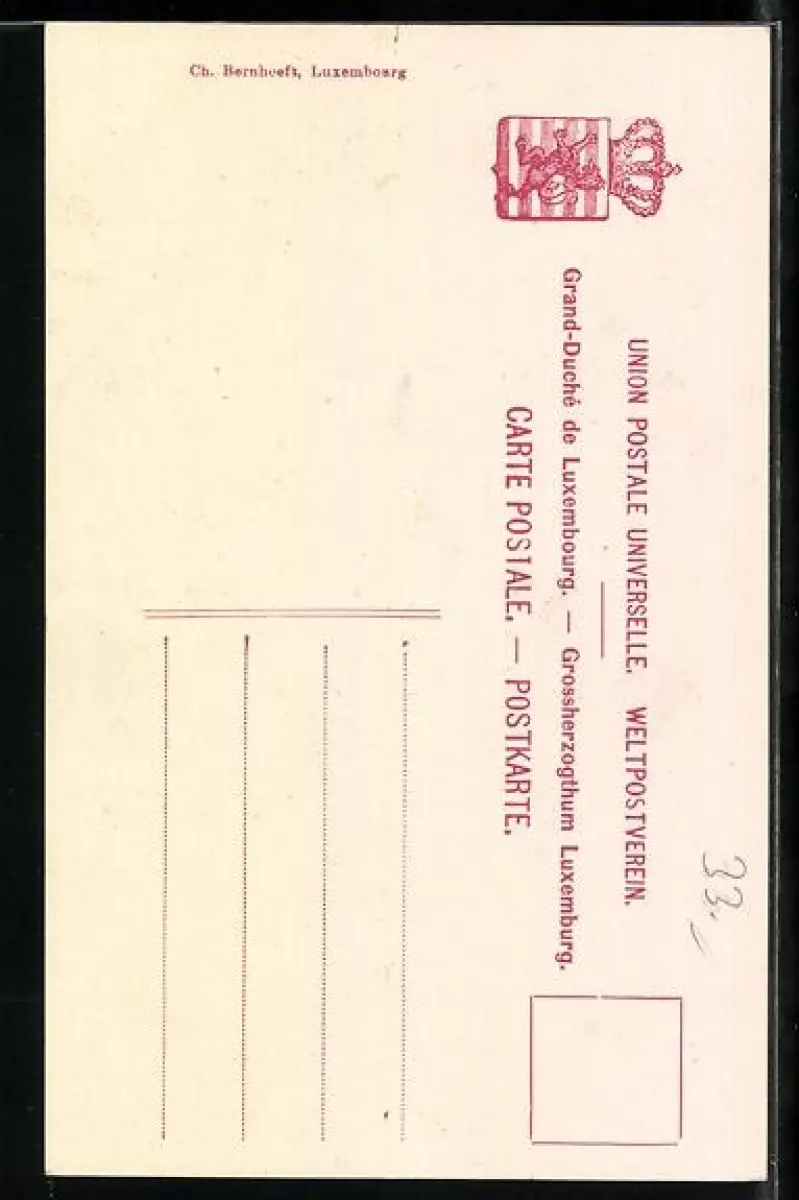 UNION POSTALE UNIVERSELLE. WELTPOSTVEREIN.
Grand-Duché de Luxembourg. — Grossherzogthum Luxemburg.
CARTE POSTALE. — POSTKARTE.
33.
Ch. Bernhoeft, Luxembourg